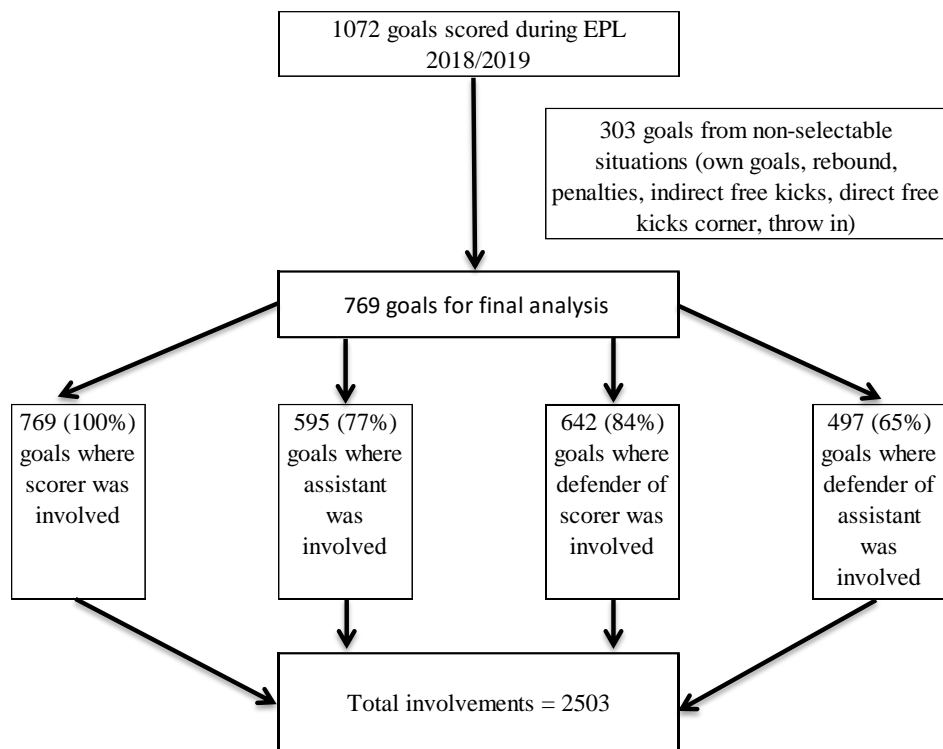 1072 goals scored during EPL
2018/2019
303 goals from non-selectable
situations (own goals, rebound,
penalties, indirect free kicks, direct free
kicks corner, throw in)
769 goals for final analysis
769 (100%)
goals where
scorer was
involved
595 (77%)
goals where
assistant
was
involved
642 (84%)
goals where
defender of
scorer was
involved
497 (65%)
goals where
defender of
assistant
was
involved
Total involvements = 2503